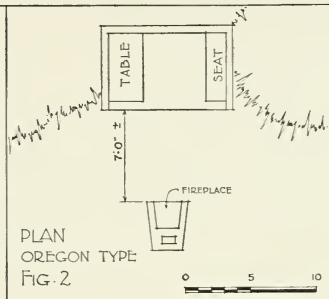 TABLE
SEAT
7'-0" ±
FIREPLACE
PLAN
OREGON TYPE
FIG. 2
0 5 10